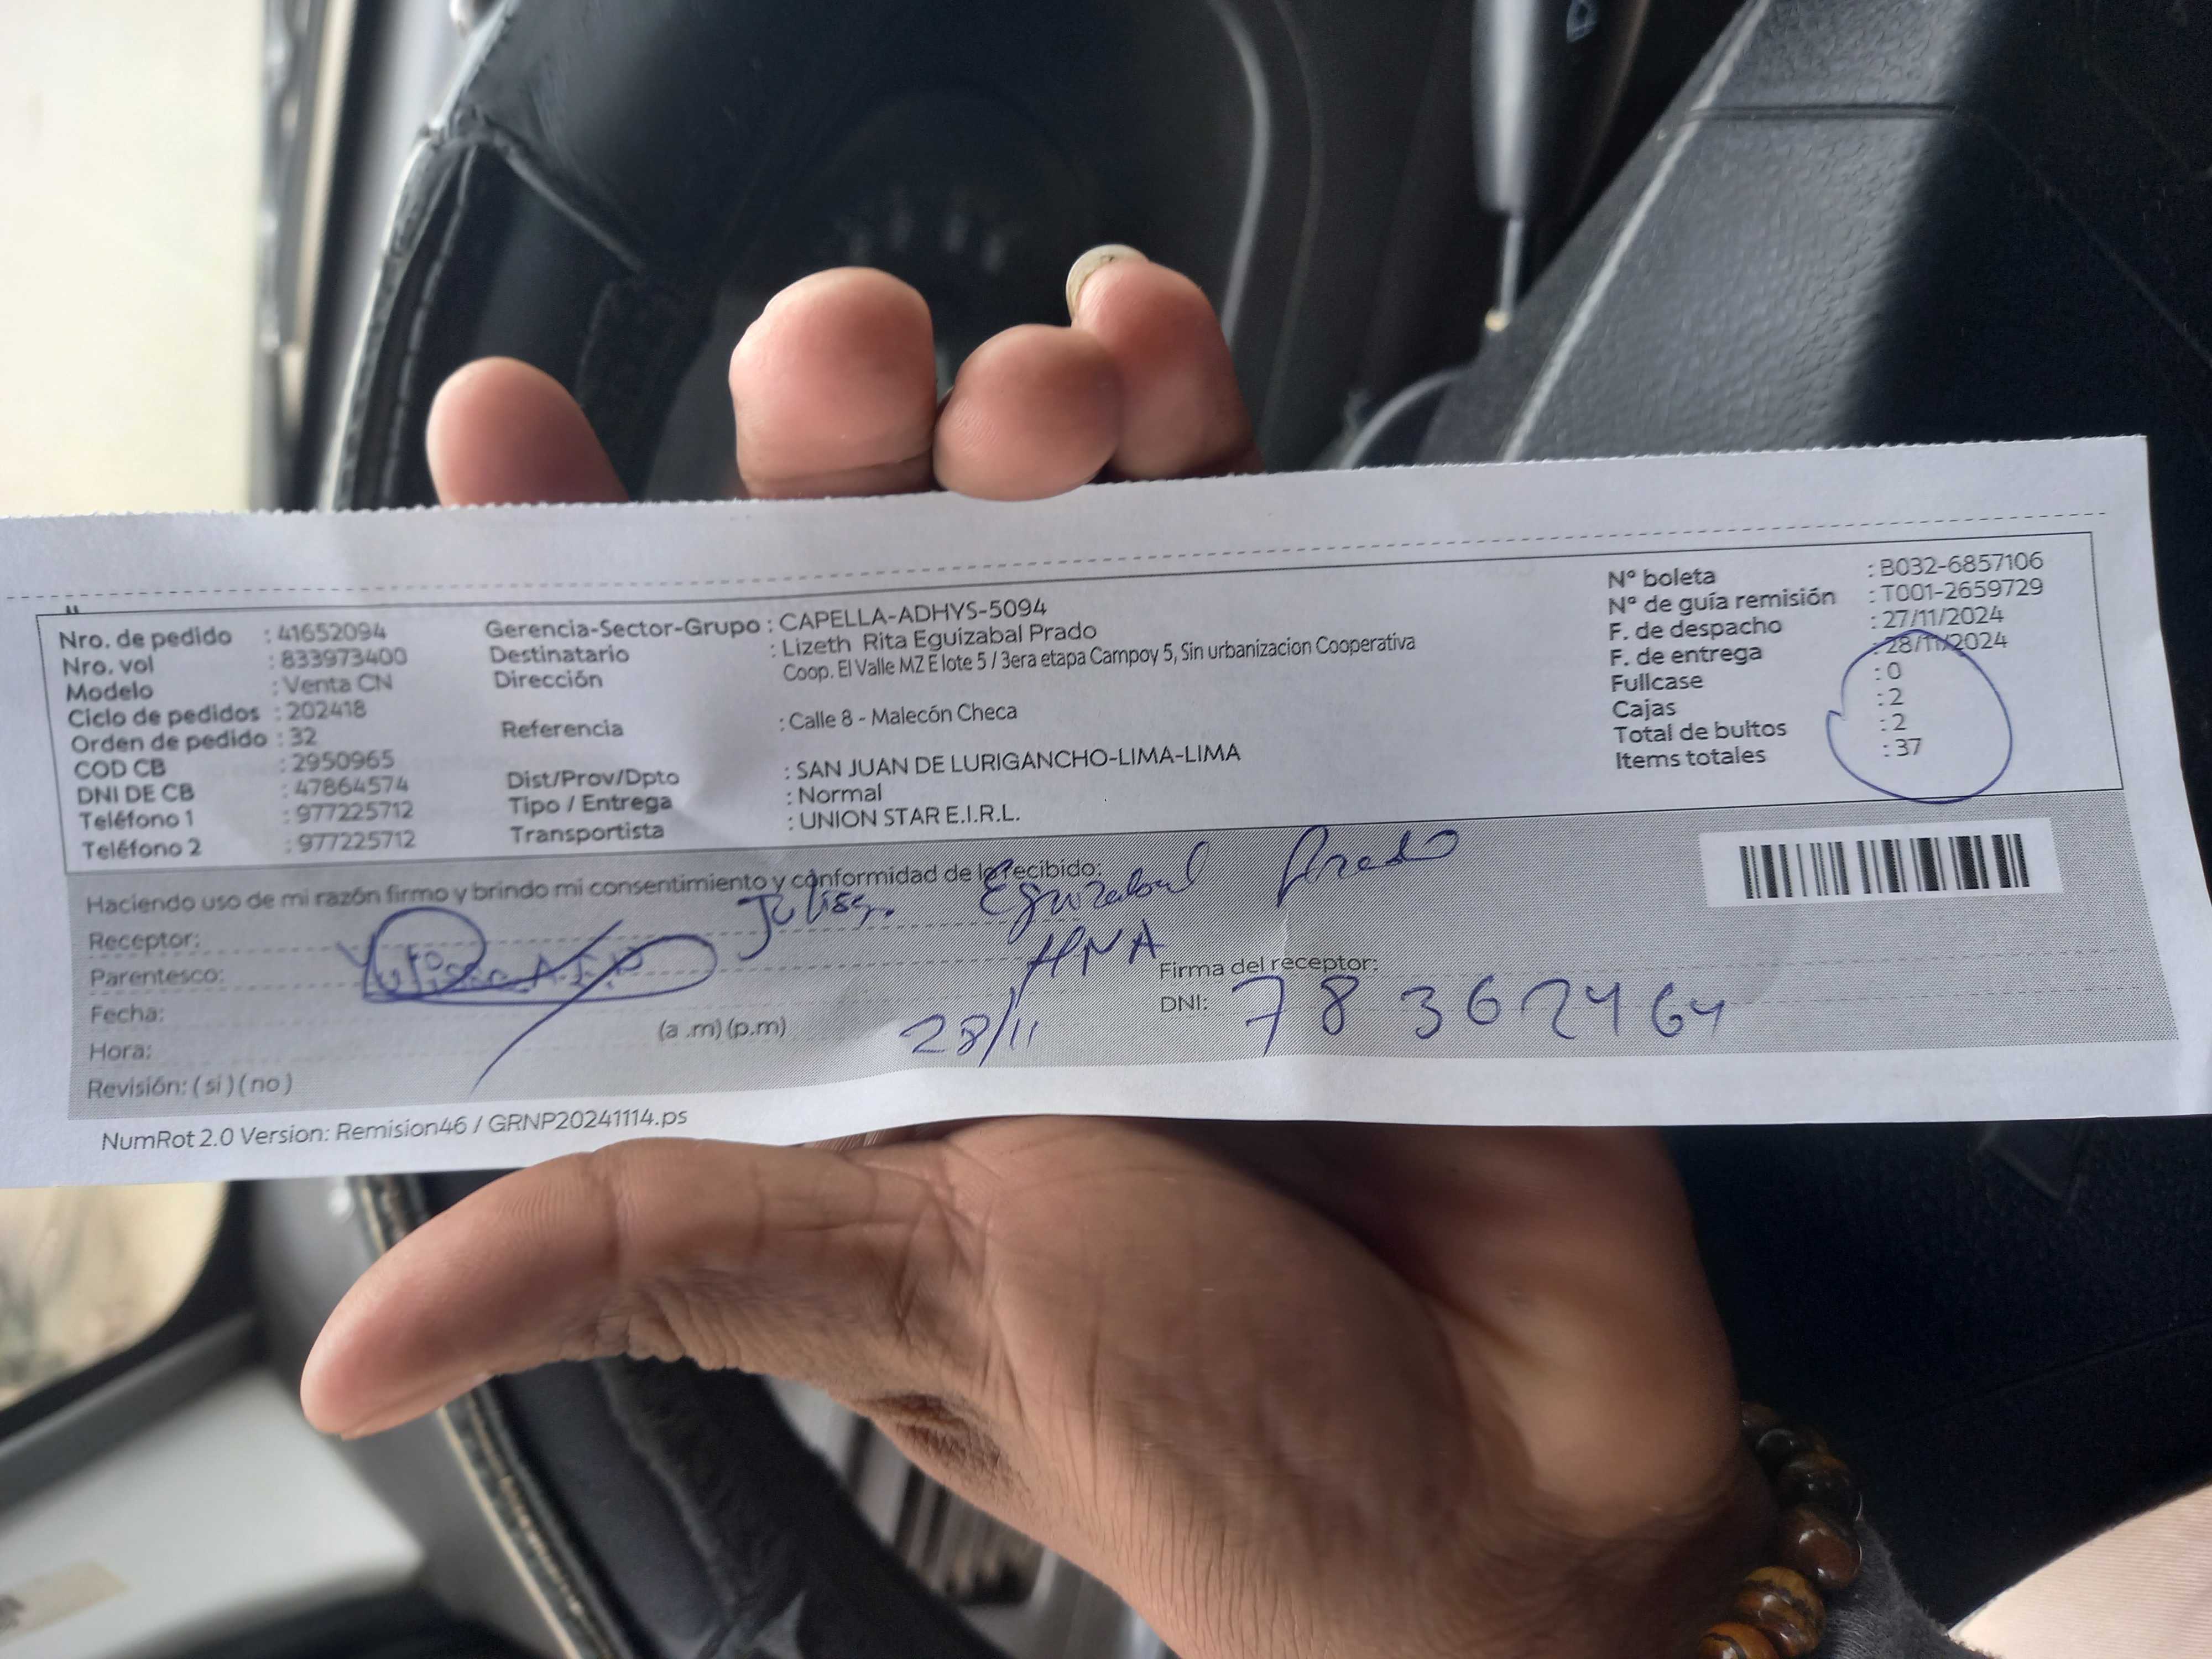 Nro. de pedido : 41652094
Nro. vol : 833973400
Modelo : Venta CN
Ciclo de pedidos : 202418
Orden de pedido : 32
COD CB : 2950965
DNI DE CB : 47864574
Teléfono 1 : 977225712
Teléfono 2 : 977225712
Gerencia-Sector-Grupo : CAPELLA-ADHYS-5094
Destinatario : Lizeth Rita Eguizabal Prado
Dirección : Coop. El Valle MZ E lote 5 / 3era etapa Campoy 5, Sin urbanizacion Cooperativa
Referencia : Calle 8 - Malecón Checa
Dist/Prov/Dpto : SAN JUAN DE LURIGANCHO-LIMA-LIMA
Tipo / Entrega : Normal
Transportista : UNION STAR E.I.R.L.
N° boleta : B032-6857106
N° de guía remisión : T001-2659729
F. de despacho : 27/11/2024
F. de entrega : 28/11/2024
Fullcase : 0
Cajas : 2
Total de bultos : 2
Items totales : 37
Haciendo uso de mi razón firmo y brindo mi consentimiento y conformidad de lo recibido:
Receptor: Eguizabal Prado
Parentesco: HNA
Firma del receptor:
Fecha: 28/11
DNI: 78362464
Hora: (a .m) (p.m)
Revisión: ( si ) ( no )
NumRot 2.0 Version: Remision46 / GRNP20241114.ps